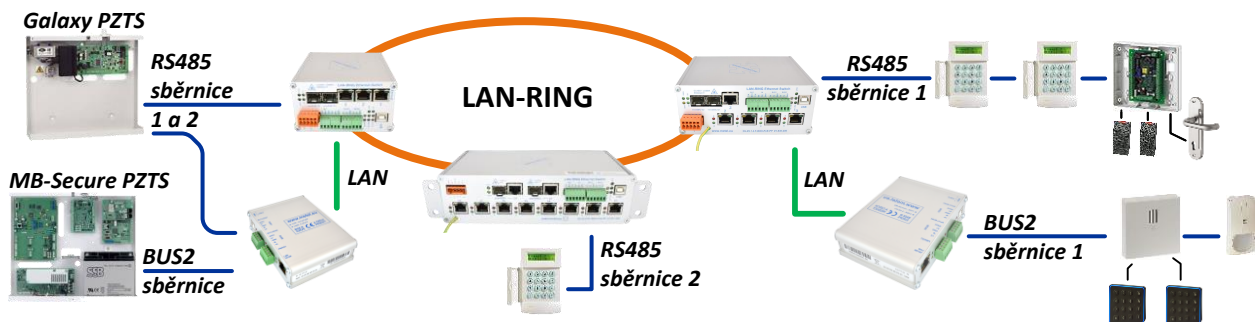 Galaxy PZTS
RS485
sběrnice
1 a 2
MB-Secure PZTS
BUS2
sběrnice
LAN
LAN-RING
RS485
sběrnice 2
RS485
sběrnice 1
LAN
BUS2
sběrnice 1
SSB